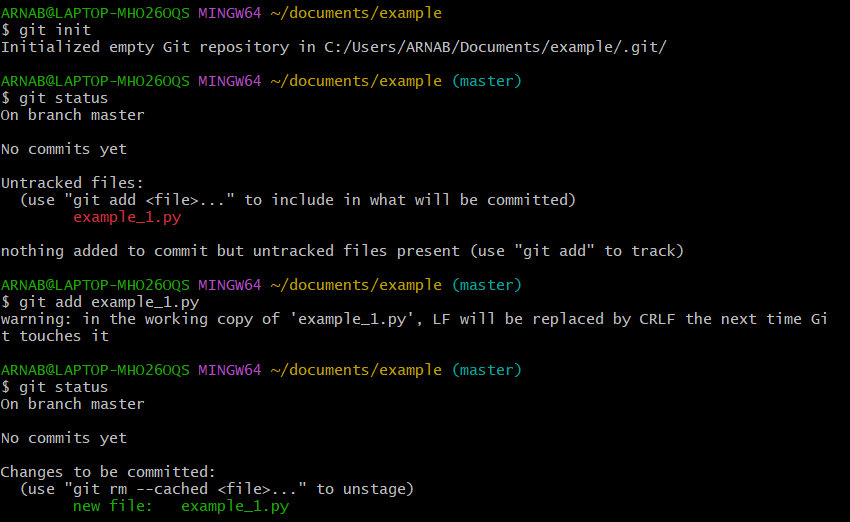 ARNAB@LAPTOP-MHO26OQS MINGW64 ~/documents/example
$ git init
Initialized empty Git repository in C:/Users/ARNAB/Documents/example/.git/
ARNAB@LAPTOP-MHO26OQS MINGW64 ~/documents/example (master)
$ git status
On branch master
No commits yet
Untracked files:
  (use "git add <file>..." to include in what will be committed)
        example_1.py
nothing added to commit but untracked files present (use "git add" to track)
ARNAB@LAPTOP-MHO26OQS MINGW64 ~/documents/example (master)
$ git add example_1.py
warning: in the working copy of 'example_1.py', LF will be replaced by CRLF the next time Gi
t touches it
ARNAB@LAPTOP-MHO26OQS MINGW64 ~/documents/example (master)
$ git status
On branch master
No commits yet
Changes to be committed:
  (use "git rm --cached <file>..." to unstage)
        new file:   example_1.py